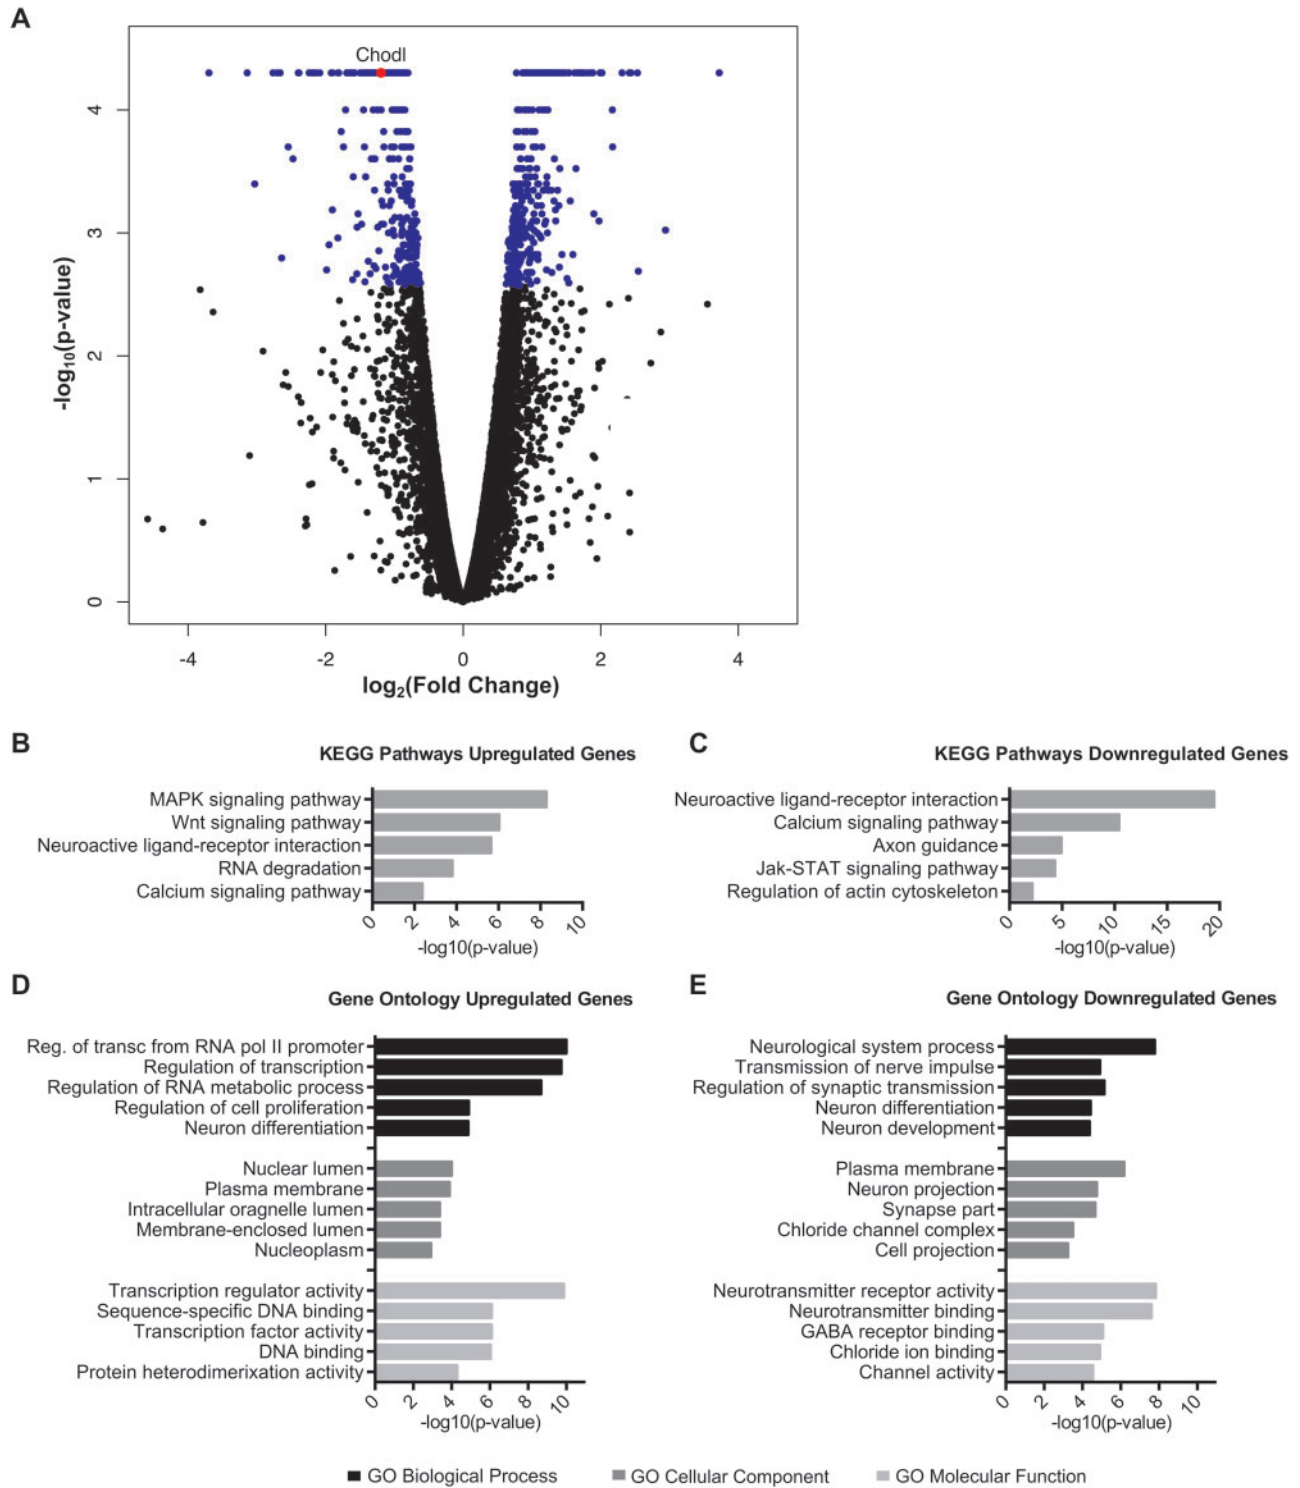 A
Chodl
4
3
2
1
0
-log10(p-value)
-4 -2 0 2 4
log2(Fold Change)
B
KEGG Pathways Upregulated Genes
MAPK signaling pathway
Wnt signaling pathway
Neuroactive ligand-receptor interaction
RNA degradation
Calcium signaling pathway
0 2 4 6 8 10
-log10(p-value)
C
KEGG Pathways Downregulated Genes
Neuroactive ligand-receptor interaction
Calcium signaling pathway
Axon guidance
Jak-STAT signaling pathway
Regulation of actin cytoskeleton
0 5 10 15 20
-log10(p-value)
D
Gene Ontology Upregulated Genes
Reg. of transc from RNA pol II promoter
Regulation of transcription
Regulation of RNA metabolic process
Regulation of cell proliferation
Neuron differentiation
Nuclear lumen
Plasma membrane
Intracellular oragnelle lumen
Membrane-enclosed lumen
Nucleoplasm
Transcription regulator activity
Sequence-specific DNA binding
Transcription factor activity
DNA binding
Protein heterodimerixation activity
0 2 4 6 8 10
-log10(p-value)
E
Gene Ontology Downregulated Genes
Neurological system process
Transmission of nerve impulse
Regulation of synaptic transmission
Neuron differentiation
Neuron development
Plasma membrane
Neuron projection
Synapse part
Chloride channel complex
Cell projection
Neurotransmitter receptor activity
Neurotransmitter binding
GABA receptor binding
Chloride ion binding
Channel activity
0 2 4 6 8 10
-log10(p-value)
GO Biological Process
GO Cellular Component
GO Molecular Function